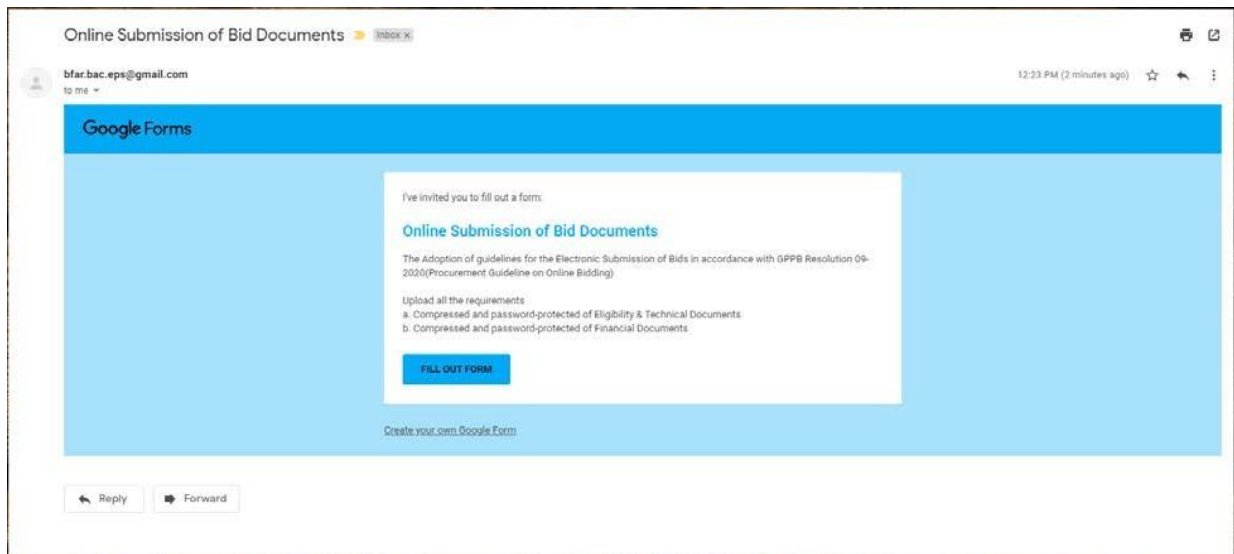 Online Submission of Bid Documents
Inbox x
bfar.bac.eps@gmail.com
12:23 PM (2 minutes ago)
to me
Google Forms
I've invited you to fill out a form:
Online Submission of Bid Documents
The Adoption of guidelines for the Electronic Submission of Bids in accordance with GPPB Resolution 09-
2020(Procurement Guideline on Online Bidding)
Upload all the requirements
a. Compressed and password-protected of Eligibility & Technical Documents
b. Compressed and password-protected of Financial Documents
FILL OUT FORM
Create your own Google Form
Reply
Forward